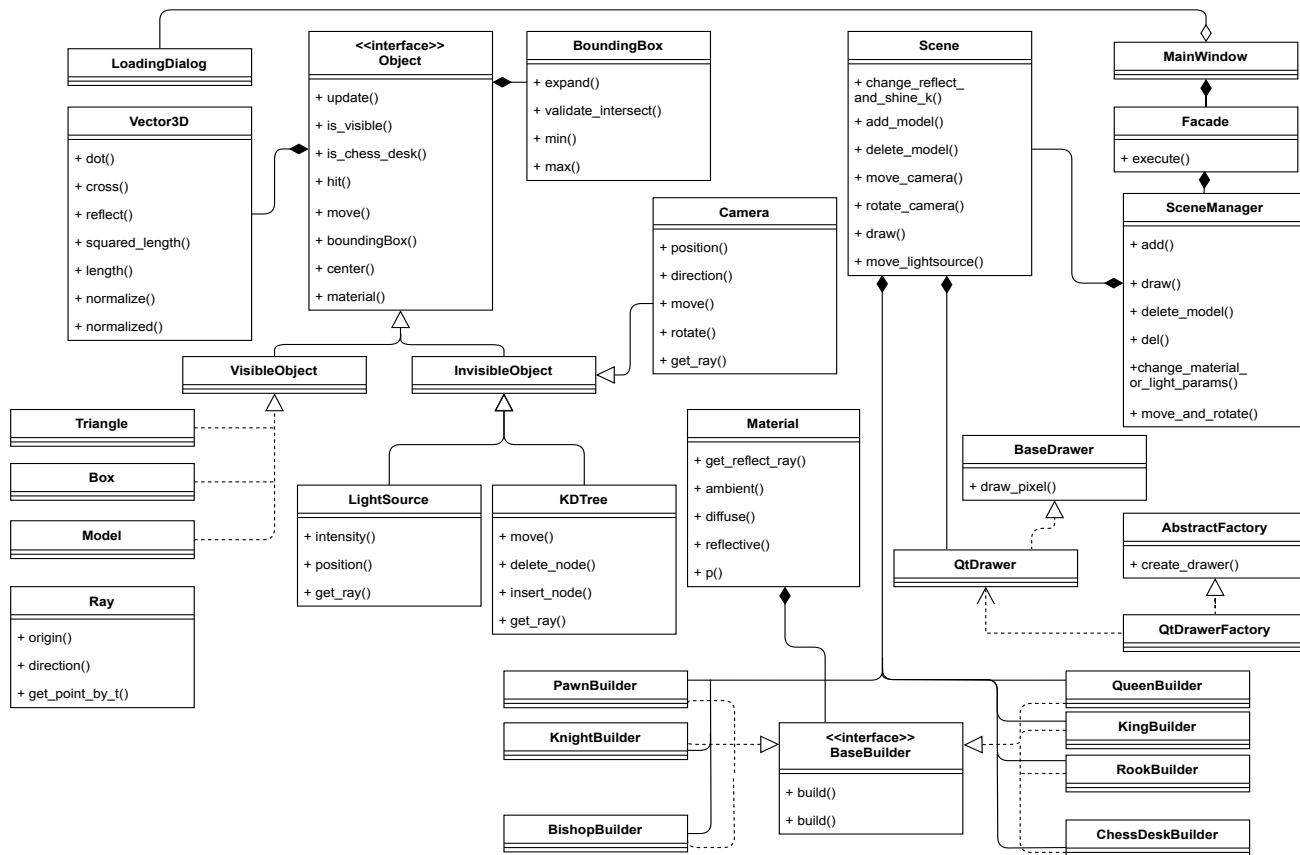 LoadingDialog
<<interface>>
Object
+ update()
+ is_visible()
+ is_chess_desk()
+ hit()
+ move()
+ boundingBox()
+ center()
+ material()
BoundingBox
+ expand()
+ validate_intersect()
+ min()
+ max()
Scene
+ change_reflect_
and_shine_k()
+ add_model()
+ delete_model()
+ move_camera()
+ rotate_camera()
+ draw()
+ move_lightsource()
MainWindow
Facade
+ execute()
Vector3D
+ dot()
+ cross()
+ reflect()
+ squared_length()
+ length()
+ normalize()
+ normalized()
Camera
+ position()
+ direction()
+ move()
+ rotate()
+ get_ray()
SceneManager
+ add()
+ draw()
+ delete_model()
+ del()
+change_material_
or_light_params()
+ move_and_rotate()
VisibleObject
InvisibleObject
Triangle
Box
Model
LightSource
+ intensity()
+ position()
+ get_ray()
KDTree
+ move()
+ delete_node()
+ insert_node()
+ get_ray()
Material
+ get_reflect_ray()
+ ambient()
+ diffuse()
+ reflective()
+ p()
BaseDrawer
+ draw_pixel()
QtDrawer
AbstractFactory
+ create_drawer()
QtDrawerFactory
Ray
+ origin()
+ direction()
+ get_point_by_t()
PawnBuilder
KnightBuilder
BishopBuilder
<<interface>>
BaseBuilder
+ build()
+ build()
QueenBuilder
KingBuilder
RookBuilder
ChessDeskBuilder